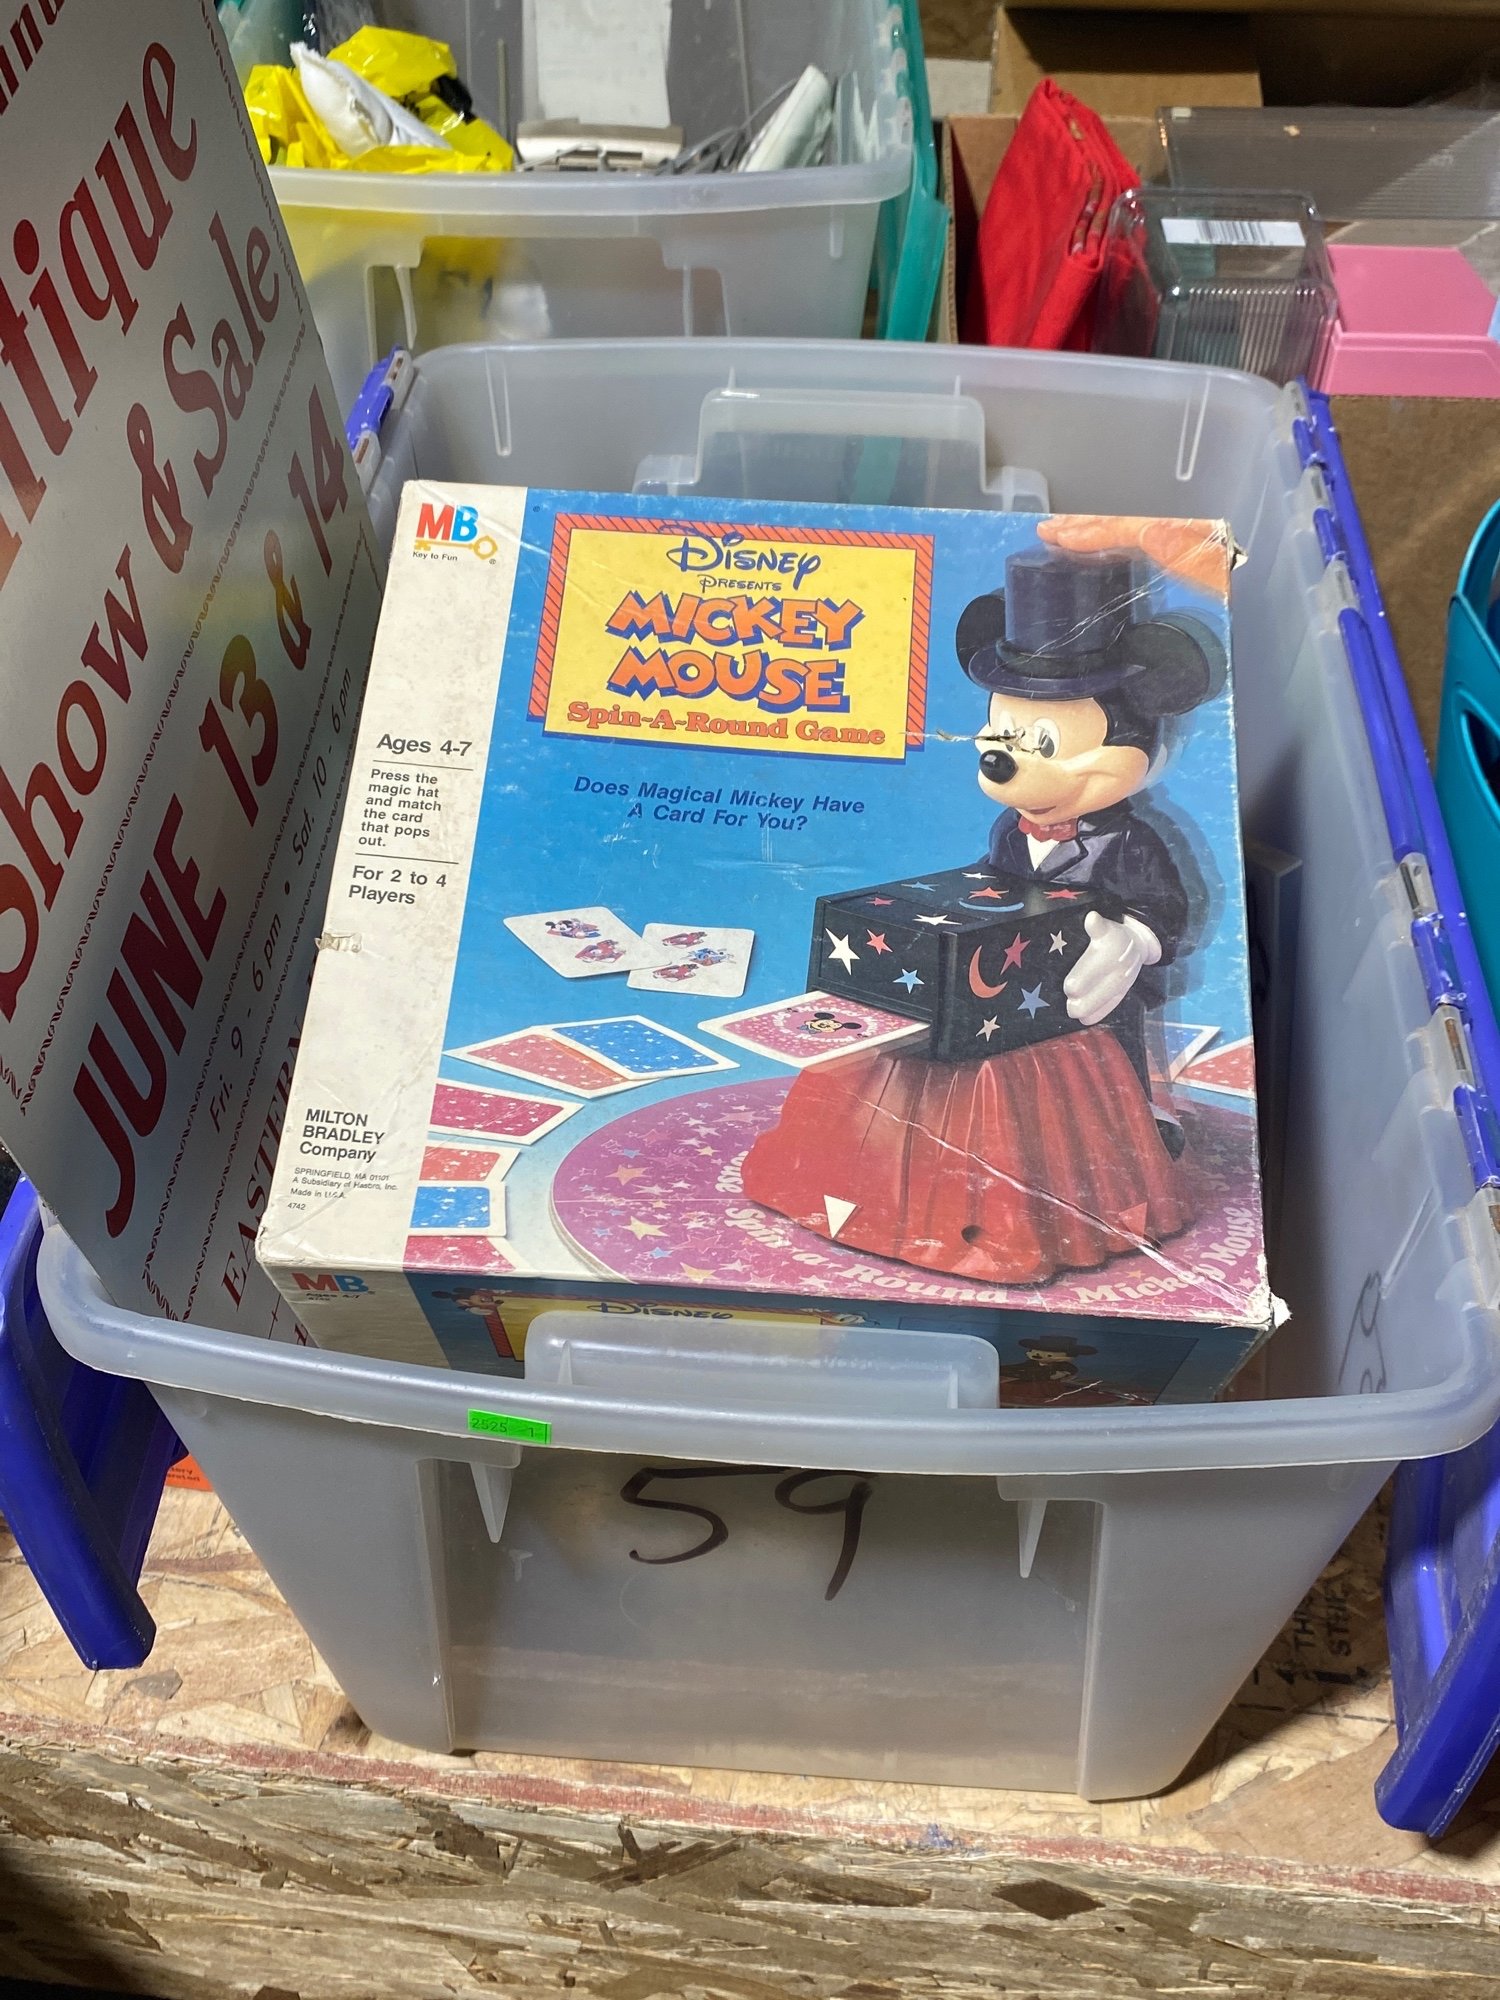 ntique
Show & Sale
JUNE 13 & 14
Fri. 9 - 6 pm • Sat. 10 - 6 pm
EASTERN
MB
Key to Fun
®
Ages 4-7
Press the
magic hat
and match
the card
that pops
out.
For 2 to 4
Players
MILTON
BRADLEY
Company
SPRINGFIELD, MA 01101
A Subsidiary of Hasbro, Inc.
Made in U.S.A.
4742
DISNEY
PRESENTS
MICKEY
MOUSE
Spin-A-Round Game
Does Magical Mickey Have
A Card For You?
Spin a Round
Mickey Mouse
MB
Ages 4-7
DISNEY
2525 1
59